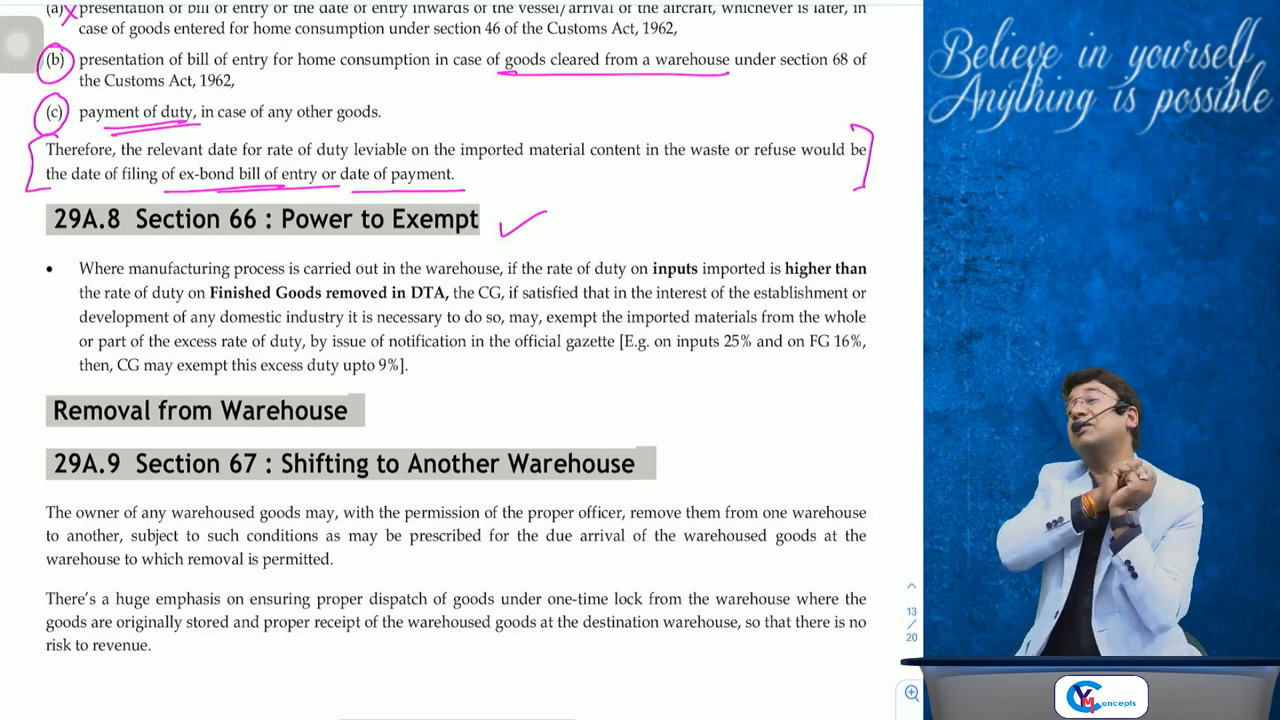 (a) presentation of bill of entry or the date of entry inwards of the vessel/arrival of the aircraft, whichever is later, in
case of goods entered for home consumption under section 46 of the Customs Act, 1962,
(b) presentation of bill of entry for home consumption in case of goods cleared from a warehouse under section 68 of
the Customs Act, 1962,
(c) payment of duty, in case of any other goods.
Therefore, the relevant date for rate of duty leviable on the imported material content in the waste or refuse would be
the date of filing of ex-bond bill of entry or date of payment.
29A.8 Section 66 : Power to Exempt
• Where manufacturing process is carried out in the warehouse, if the rate of duty on inputs imported is higher than
the rate of duty on Finished Goods removed in DTA, the CG, if satisfied that in the interest of the establishment or
development of any domestic industry it is necessary to do so, may, exempt the imported materials from the whole
or part of the excess rate of duty, by issue of notification in the official gazette [E.g. on inputs 25% and on FG 16%,
then, CG may exempt this excess duty upto 9%].
Removal from Warehouse
29A.9 Section 67 : Shifting to Another Warehouse
The owner of any warehoused goods may, with the permission of the proper officer, remove them from one warehouse
to another, subject to such conditions as may be prescribed for the due arrival of the warehoused goods at the
warehouse to which removal is permitted.
There's a huge emphasis on ensuring proper dispatch of goods under one-time lock from the warehouse where the
goods are originally stored and proper receipt of the warehoused goods at the destination warehouse, so that there is no
risk to revenue.
13
/
20
Believe in yourself
Anything is possible
YM Concepts